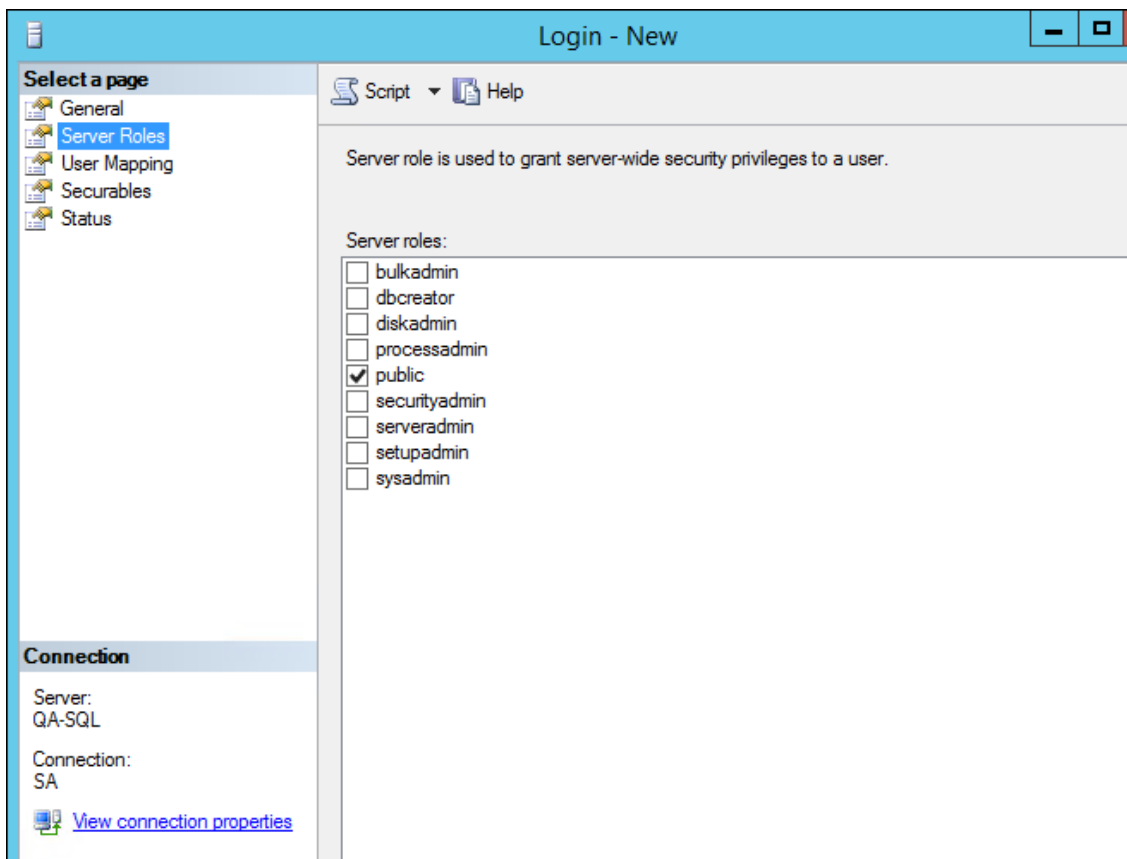 Login - New
Select a page
General
Server Roles
User Mapping
Securables
Status
Script
Help
Server role is used to grant server-wide security privileges to a user.
Server roles:
bulkadmin
dbcreator
diskadmin
processadmin
public
securityadmin
serveradmin
setupadmin
sysadmin
Connection
Server:
QA-SQL
Connection:
SA
View connection properties